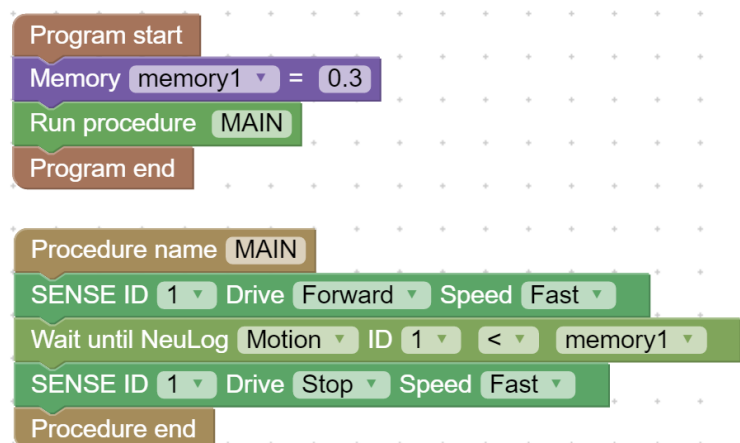 Program start
Memory memory1 = 0.3
Run procedure MAIN
Program end
Procedure name MAIN
SENSE ID 1 Drive Forward Speed Fast
Wait until NeuLog Motion ID 1 < memory1
SENSE ID 1 Drive Stop Speed Fast
Procedure end